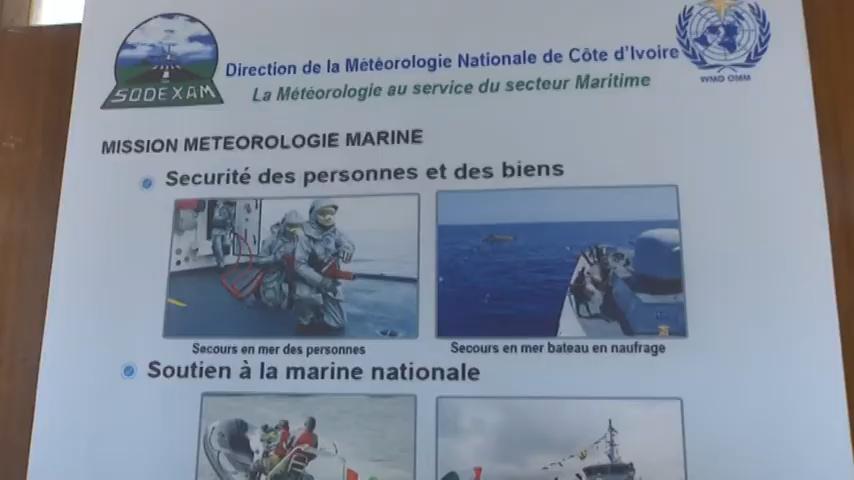 SODEXAM
Direction de la Météorologie Nationale de Côte d'Ivoire
La Météorologie au service du secteur Maritime
WMO OMM
MISSION METEOROLOGIE MARINE
Securité des personnes et des biens
Secours en mer des personnes
Secours en mer bateau en naufrage
Soutien à la marine nationale